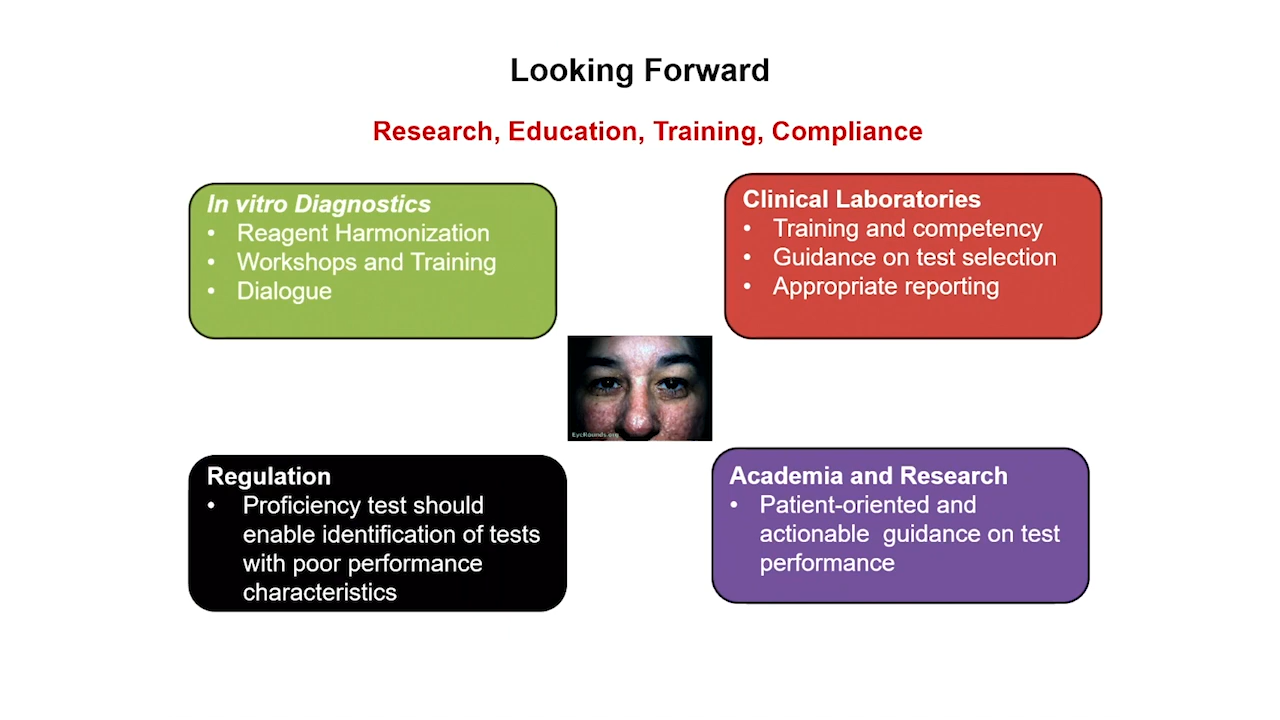 Looking Forward
Research, Education, Training, Compliance
In vitro Diagnostics
• Reagent Harmonization
• Workshops and Training
• Dialogue
Clinical Laboratories
• Training and competency
• Guidance on test selection
• Appropriate reporting
EyeRounds.org
Regulation
• Proficiency test should
enable identification of tests
with poor performance
characteristics
Academia and Research
• Patient-oriented and
actionable  guidance on test
performance